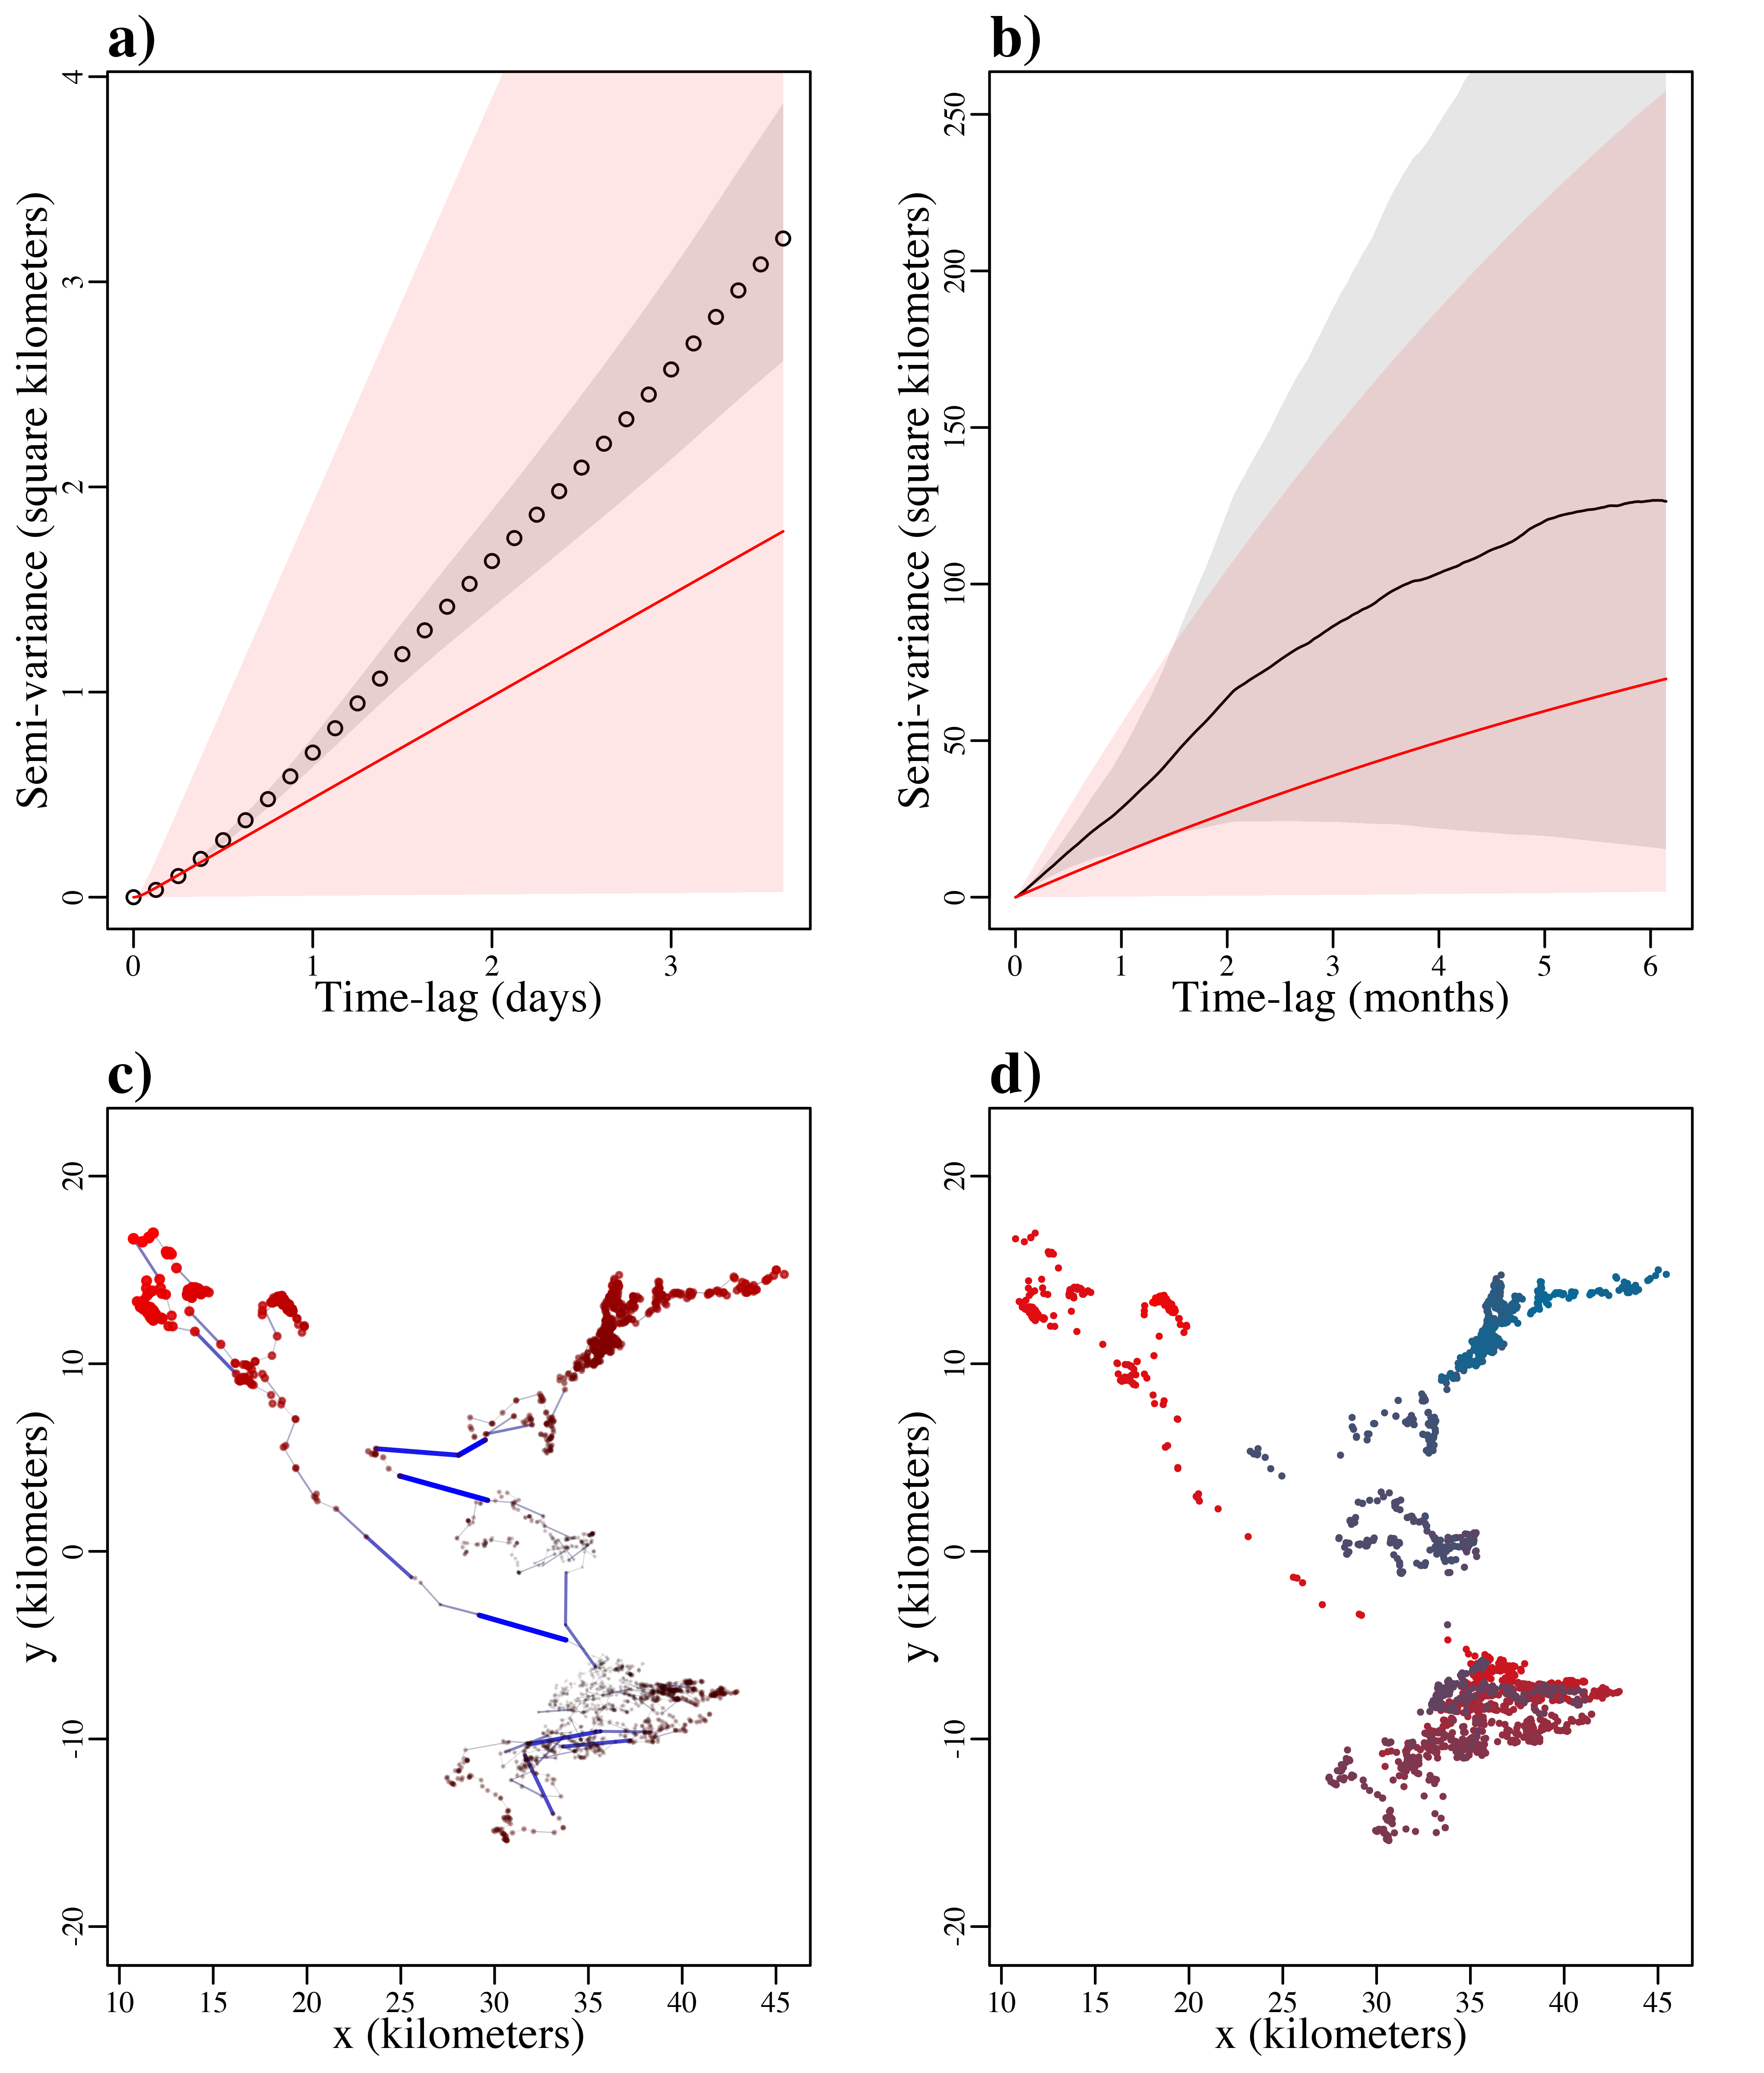 a)
4
3
2
1
0
Semi-variance (square kilometers)
0 1 2 3
Time-lag (days)
b)
250
200
150
100
50
0
Semi-variance (square kilometers)
0 1 2 3 4 5 6
Time-lag (months)
c)
20
10
0
-10
-20
y (kilometers)
10 15 20 25 30 35 40 45
x (kilometers)
d)
20
10
0
-10
-20
y (kilometers)
10 15 20 25 30 35 40 45
x (kilometers)